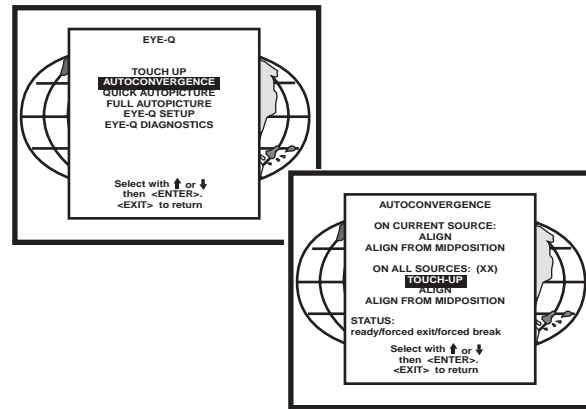 EYE-Q
TOUCH UP
AUTOCONVERGENCE
QUICK AUTOPICTURE
FULL AUTOPICTURE
EYE-Q SETUP
EYE-Q DIAGNOSTICS
Select with ⬆ or ⬇
then <ENTER>.
<EXIT> to return
AUTOCONVERGENCE
ON CURRENT SOURCE:
ALIGN
ALIGN FROM MIDPOSITION
ON ALL SOURCES: (XX)
TOUCH-UP
ALIGN
ALIGN FROM MIDPOSITION
STATUS:
ready/forced exit/forced break
Select with ⬆ or ⬇
then <ENTER>.
<EXIT> to return